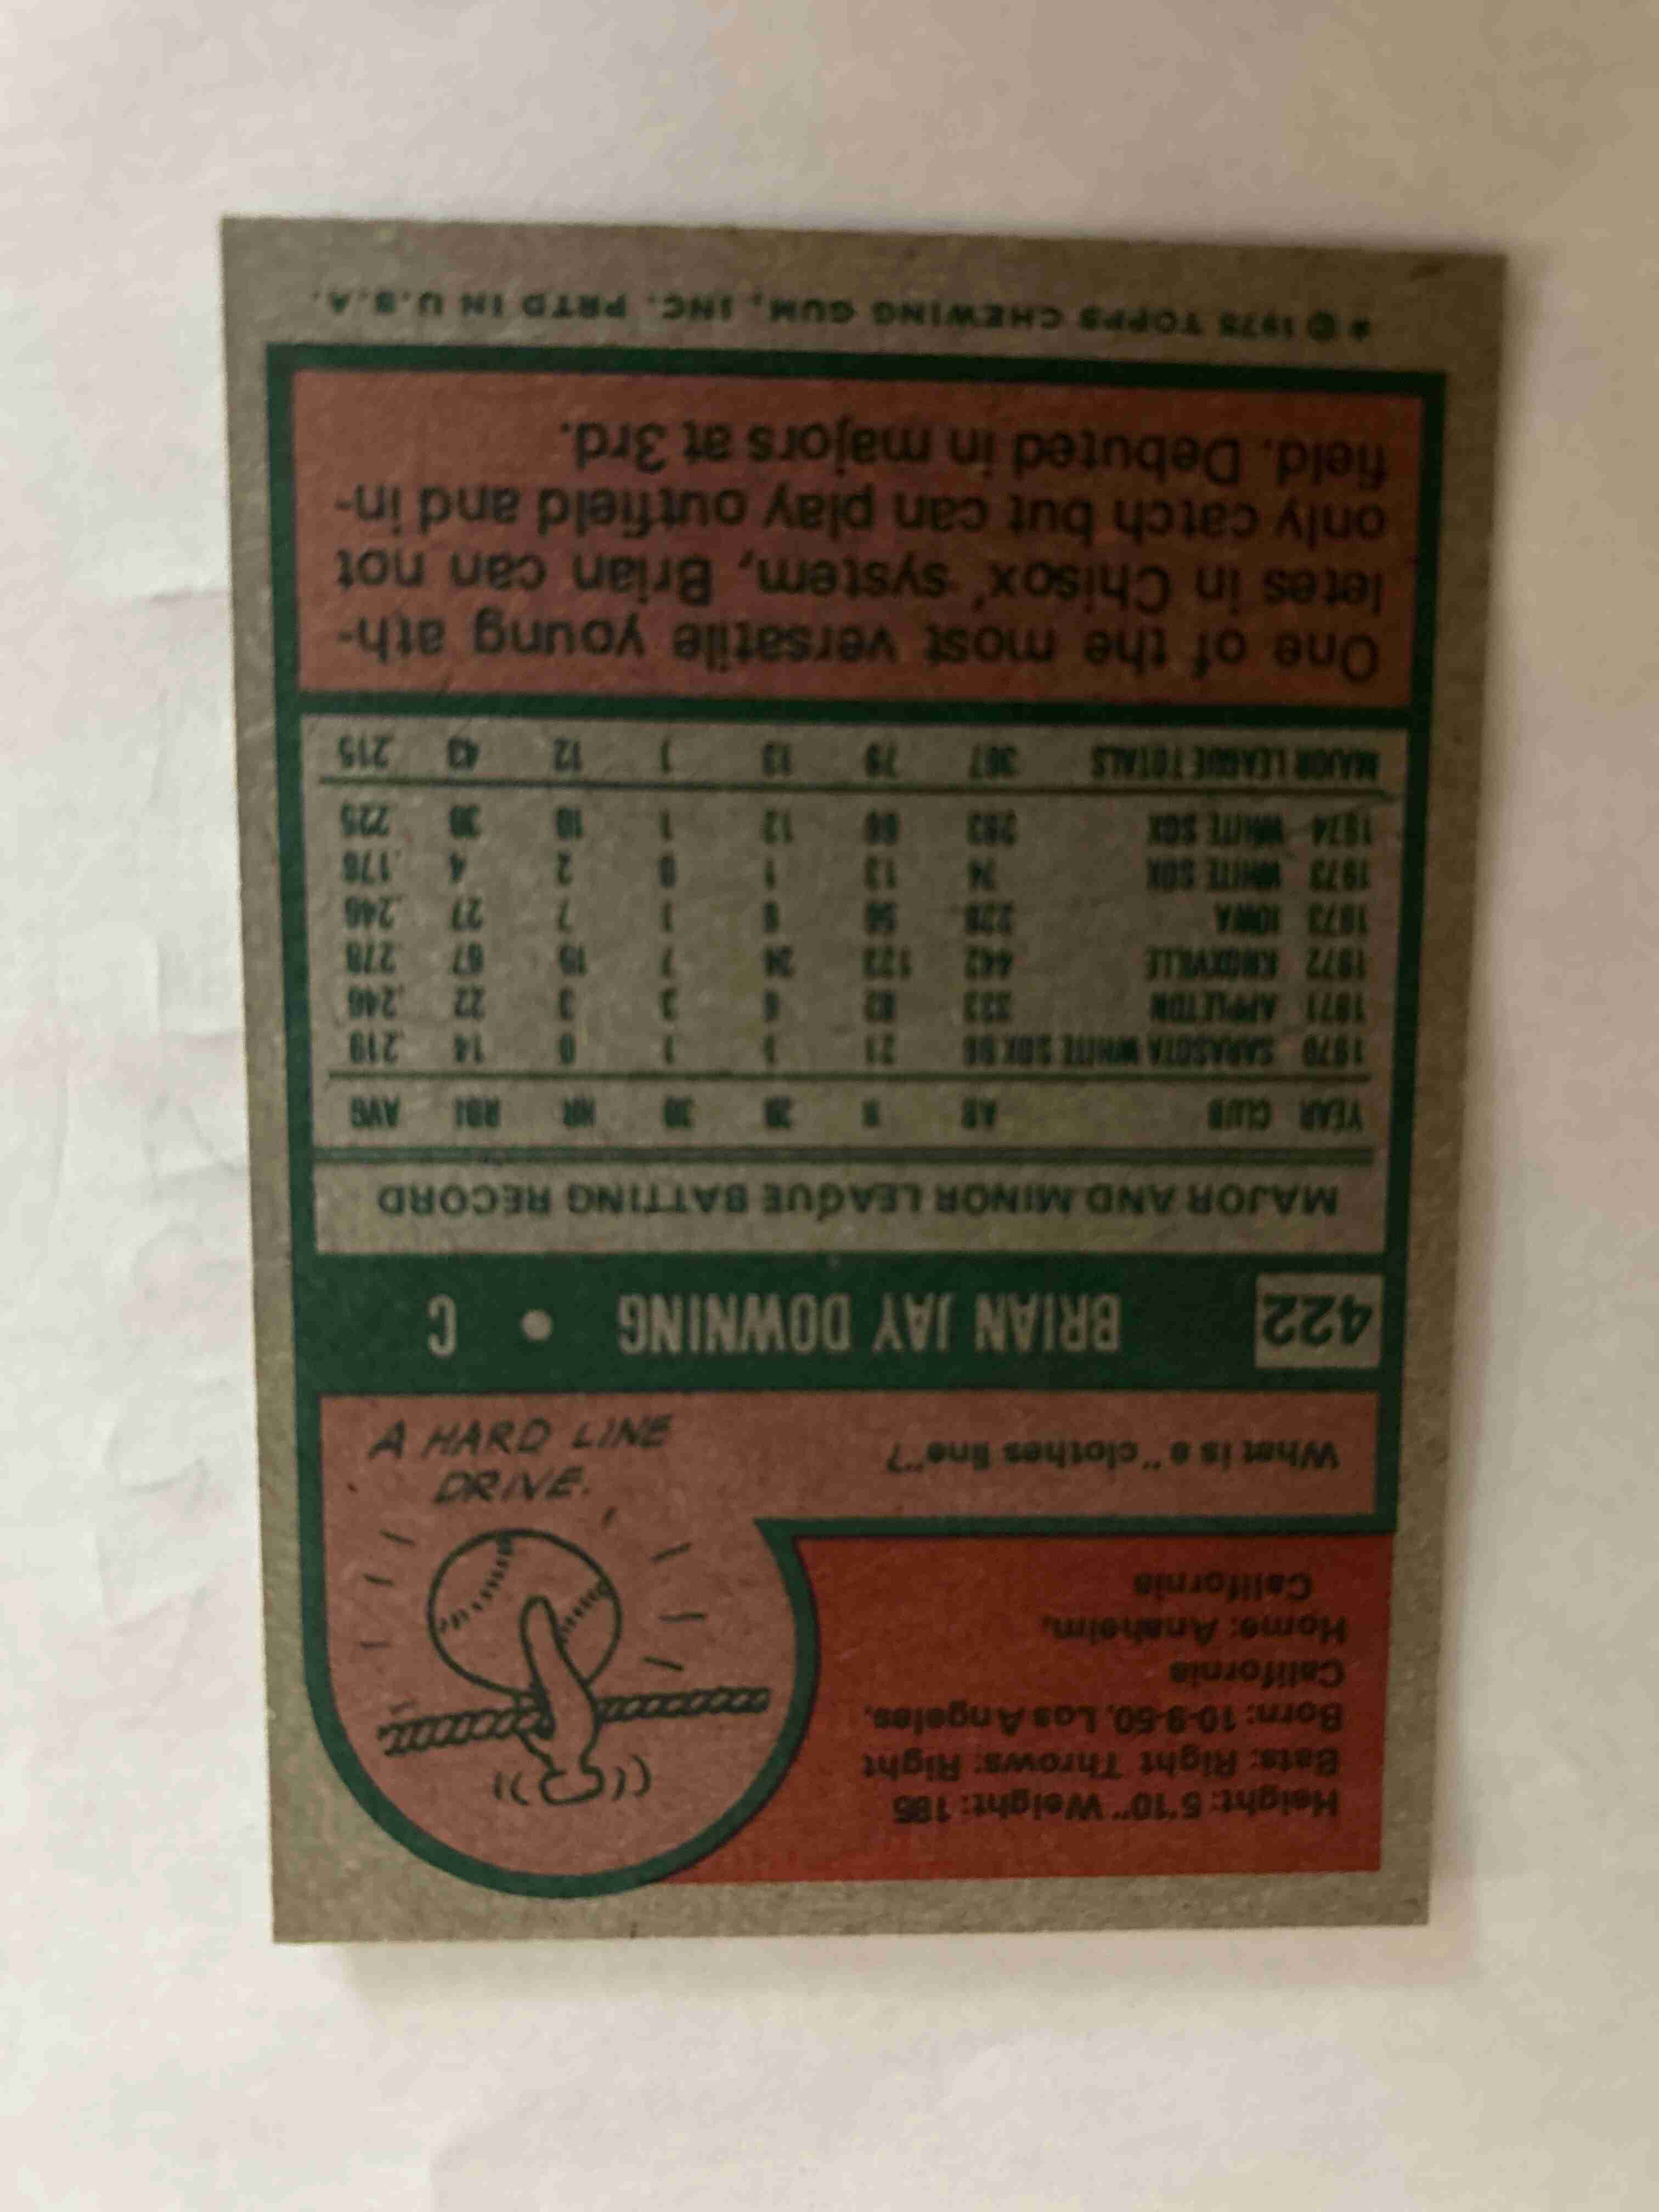 Height: 5'10" Weight: 185
Bats: Right Throws: Right
Born: 10-9-50, Los Angeles,
California
Home: Anaheim,
California
What is a "clothes line"?
A HARD LINE
DRIVE.
422 BRIAN JAY DOWNING • C
MAJOR AND MINOR LEAGUE BATTING RECORD
YEAR CLUB AB H 2B 3B HR RBI AVG
1970 SARASOTA WHITE SOX 96 21 1 1 0 14 .219
1971 APPLETON 333 82 6 3 3 22 .246
1972 KNOXVILLE 442 123 24 7 15 67 .278
1973 IOWA 228 56 1 7 27 .246
1973 WHITE SOX 74 13 1 0 2 4 .176
1974 WHITE SOX 293 66 12 1 10 39 .225
MAJOR LEAGUE TOTALS 367 79 13 1 12 43 .215
One of the most versatile young ath-
letes in Chisox' system, Brian can not
only catch but can play outfield and in-
field. Debuted in majors at 3rd.
* © 1975 TOPPS CHEWING GUM, INC. PRTD IN U.S.A.